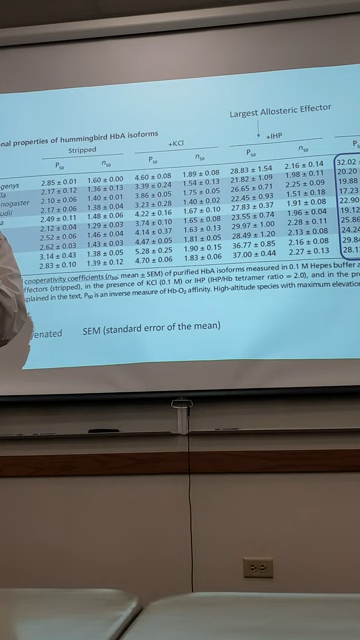 Largest Allosteric Effector
nal properties of hummingbird HbA isoforms
Stripped +KCl +IHP
P50 n50 P50 n50 P50 n50 P50
genys 2.85 ± 0.01 1.60 ± 0.00 4.60 ± 0.08 1.89 ± 0.08 28.83 ± 1.54 2.16 ± 0.14 32.02
2.17 ± 0.12 1.36 ± 0.13 3.39 ± 0.24 1.54 ± 0.13 21.82 ± 1.09 1.98 ± 0.11 20.20
nogaster 2.10 ± 0.06 1.40 ± 0.01 3.86 ± 0.05 1.75 ± 0.05 26.65 ± 0.71 2.25 ± 0.09 19.88
udii 2.17 ± 0.06 1.38 ± 0.04 3.23 ± 0.28 1.40 ± 0.02 22.45 ± 0.93 1.51 ± 0.18 17.23
a 2.49 ± 0.11 1.48 ± 0.06 4.22 ± 0.16 1.67 ± 0.10 27.83 ± 0.37 1.91 ± 0.08 22.90
2.12 ± 0.04 1.29 ± 0.03 3.74 ± 0.10 1.65 ± 0.08 23.55 ± 0.74 1.96 ± 0.04 19.12
2.52 ± 0.06 1.46 ± 0.04 4.14 ± 0.37 1.63 ± 0.13 29.97 ± 1.00 2.28 ± 0.11 25.86
2.62 ± 0.03 1.43 ± 0.03 4.47 ± 0.05 1.81 ± 0.05 28.49 ± 1.20 2.13 ± 0.08 24.24
3.14 ± 0.43 1.38 ± 0.05 5.28 ± 0.25 1.90 ± 0.15 36.77 ± 0.85 2.16 ± 0.08 29.84
2.83 ± 0.10 1.39 ± 0.12 4.70 ± 0.06 1.83 ± 0.06 37.00 ± 0.44 2.27 ± 0.13 28.1
cooperativity coefficients (n50; mean ± SEM) of purified HbA isoforms measured in 0.1 M Hepes buffer a
ffectors (stripped), in the presence of KCl (0.1 M) or IHP (IHP/Hb tetramer ratio = 2.0), and in the pre
plained in the text, P50 is an inverse measure of Hb-O2 affinity. High-altitude species with maximum elevation
enated SEM (standard error of the mean)